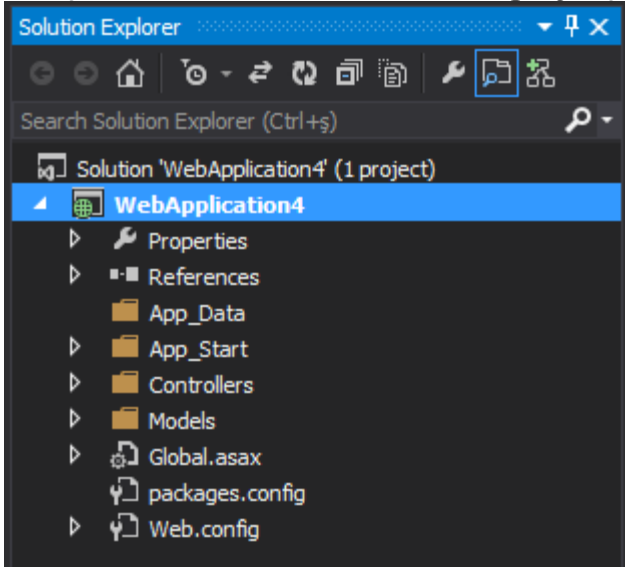 Solution Explorer
Search Solution Explorer (Ctrl+ş)
Solution 'WebApplication4' (1 project)
WebApplication4
Properties
References
App_Data
App_Start
Controllers
Models
Global.asax
packages.config
Web.config